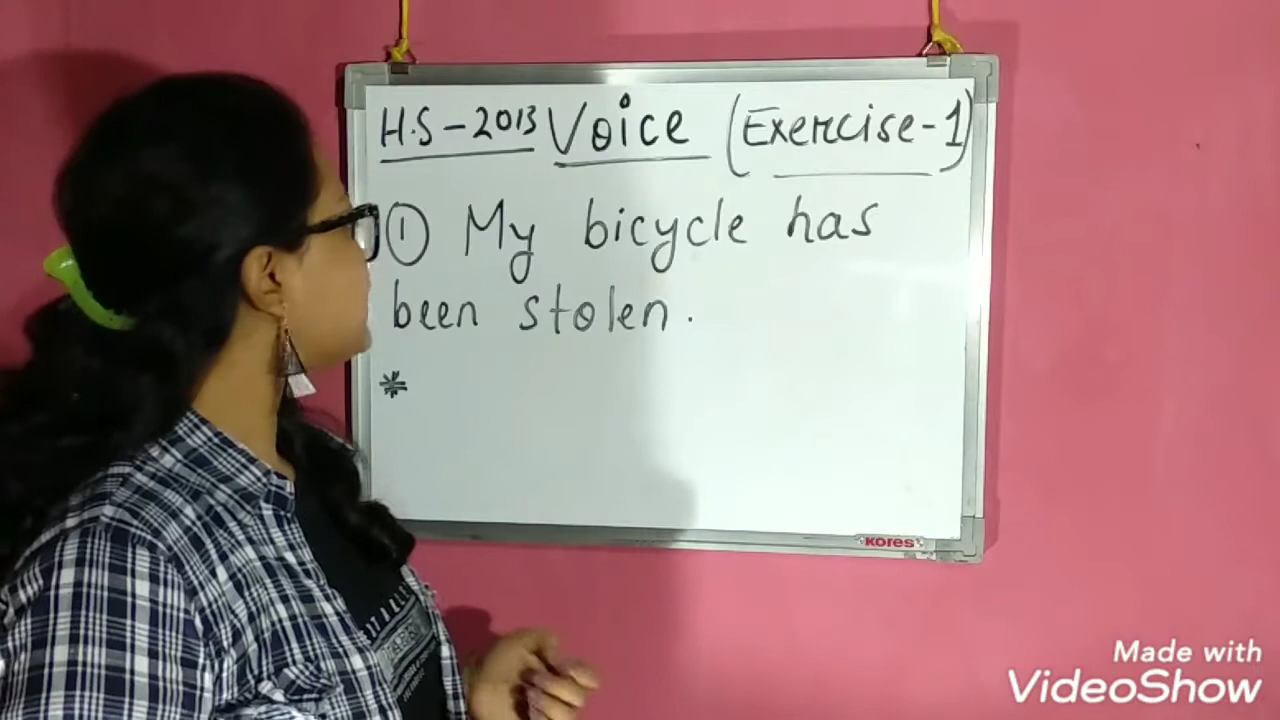 H.S - 2013 Voice (Exercise - 1)
① My bicycle has
been stolen.
*
KORES
Made with
VideoShow